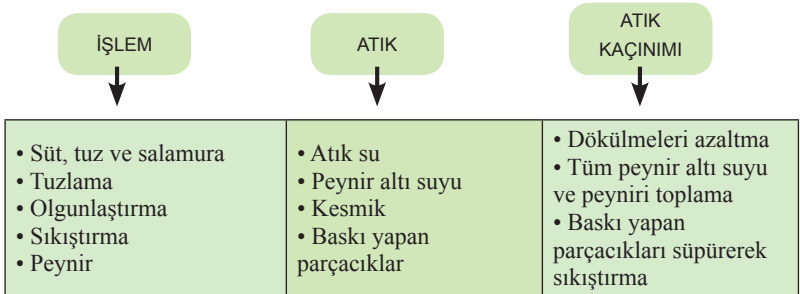 İŞLEM
ATIK
ATIK
KAÇINIMI
• Süt, tuz ve salamura
• Tuzlama
• Olgunlaştırma
• Sıkıştırma
• Peynir
• Atık su
• Peynir altı suyu
• Kesmik
• Baskı yapan
parçacıklar
• Dökülmeleri azaltma
• Tüm peynir altı suyu
ve peyniri toplama
• Baskı yapan
parçacıkları süpürerek
sıkıştırma